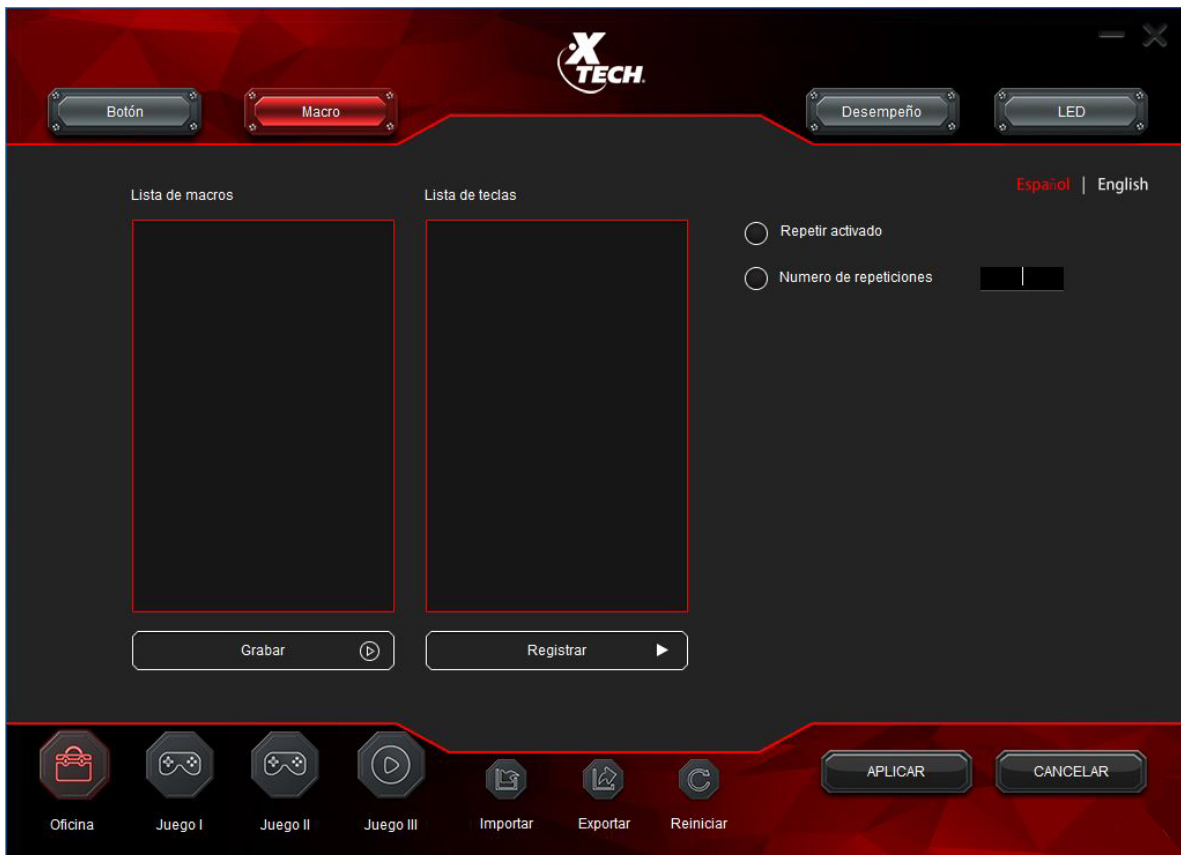 XTECH.
Botón
Macro
Desempeño
LED
Español | English
Lista de macros
Lista de teclas
Repetir activado
Numero de repeticiones
Grabar
Registrar
APLICAR
CANCELAR
Oficina
Juego I
Juego II
Juego III
Importar
Exportar
Reiniciar